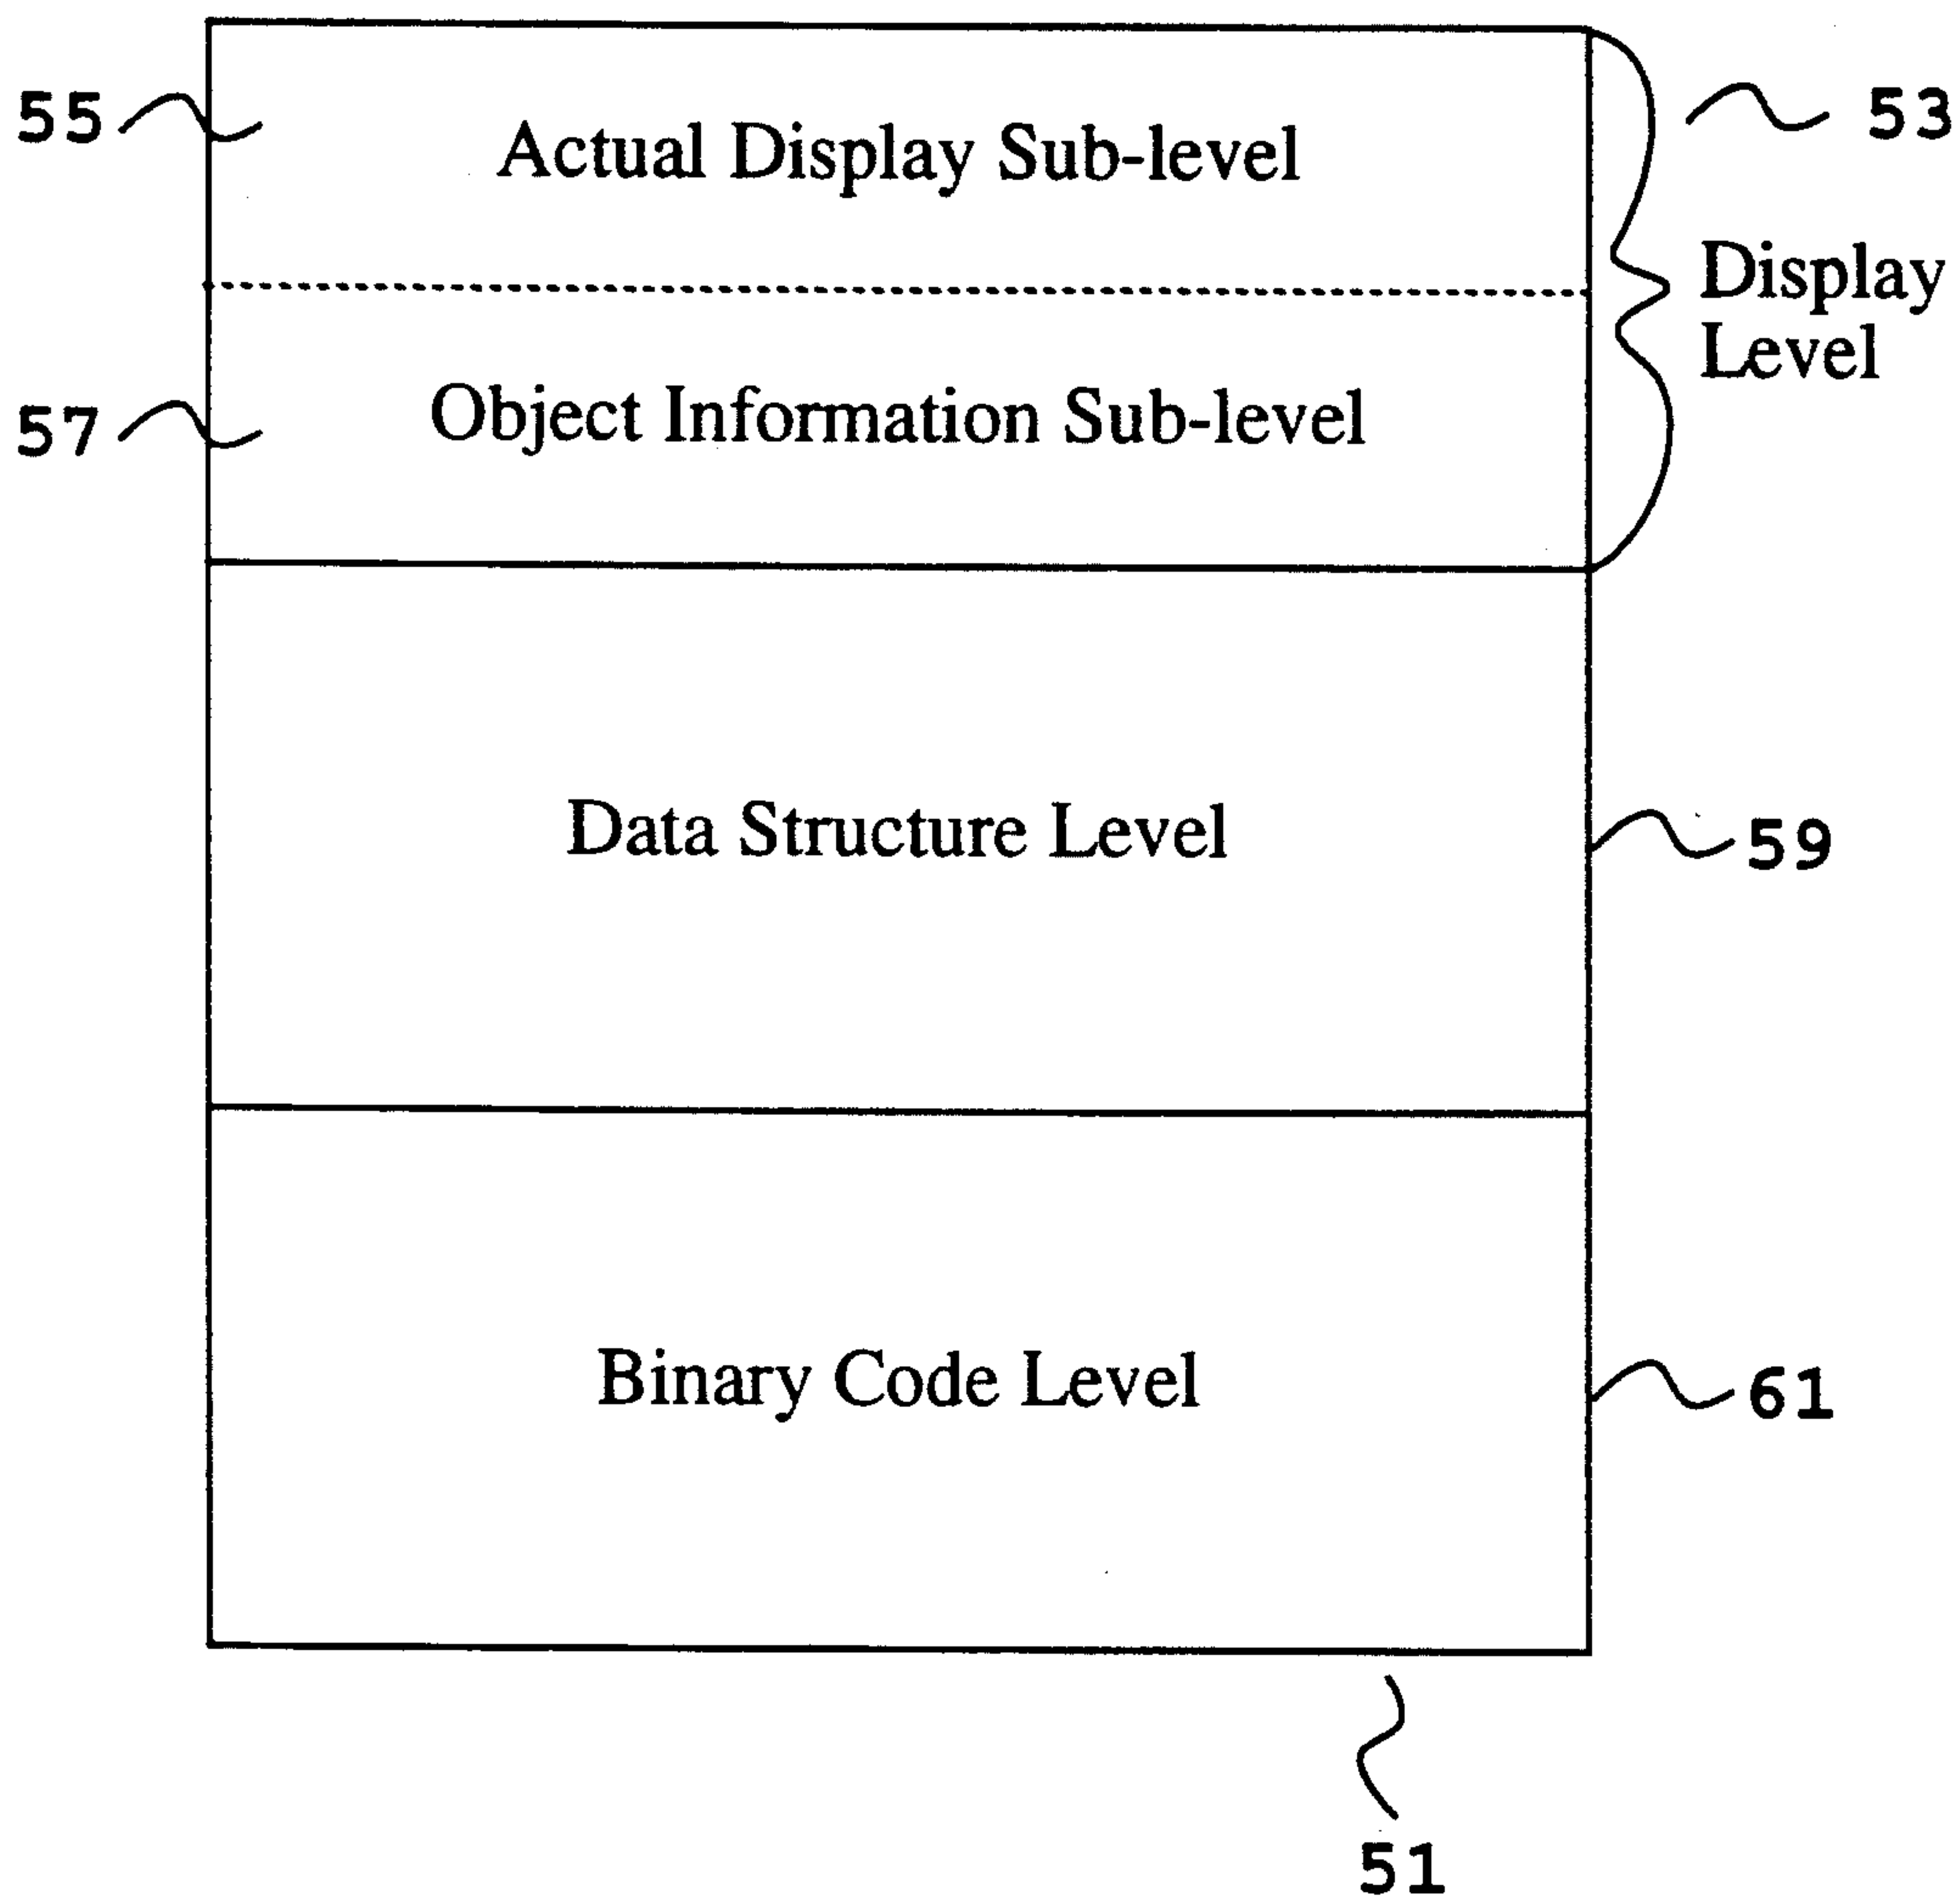 55
Actual Display Sub-level
53
Display
Level
57
Object Information Sub-level
Data Structure Level
59
Binary Code Level
61
51